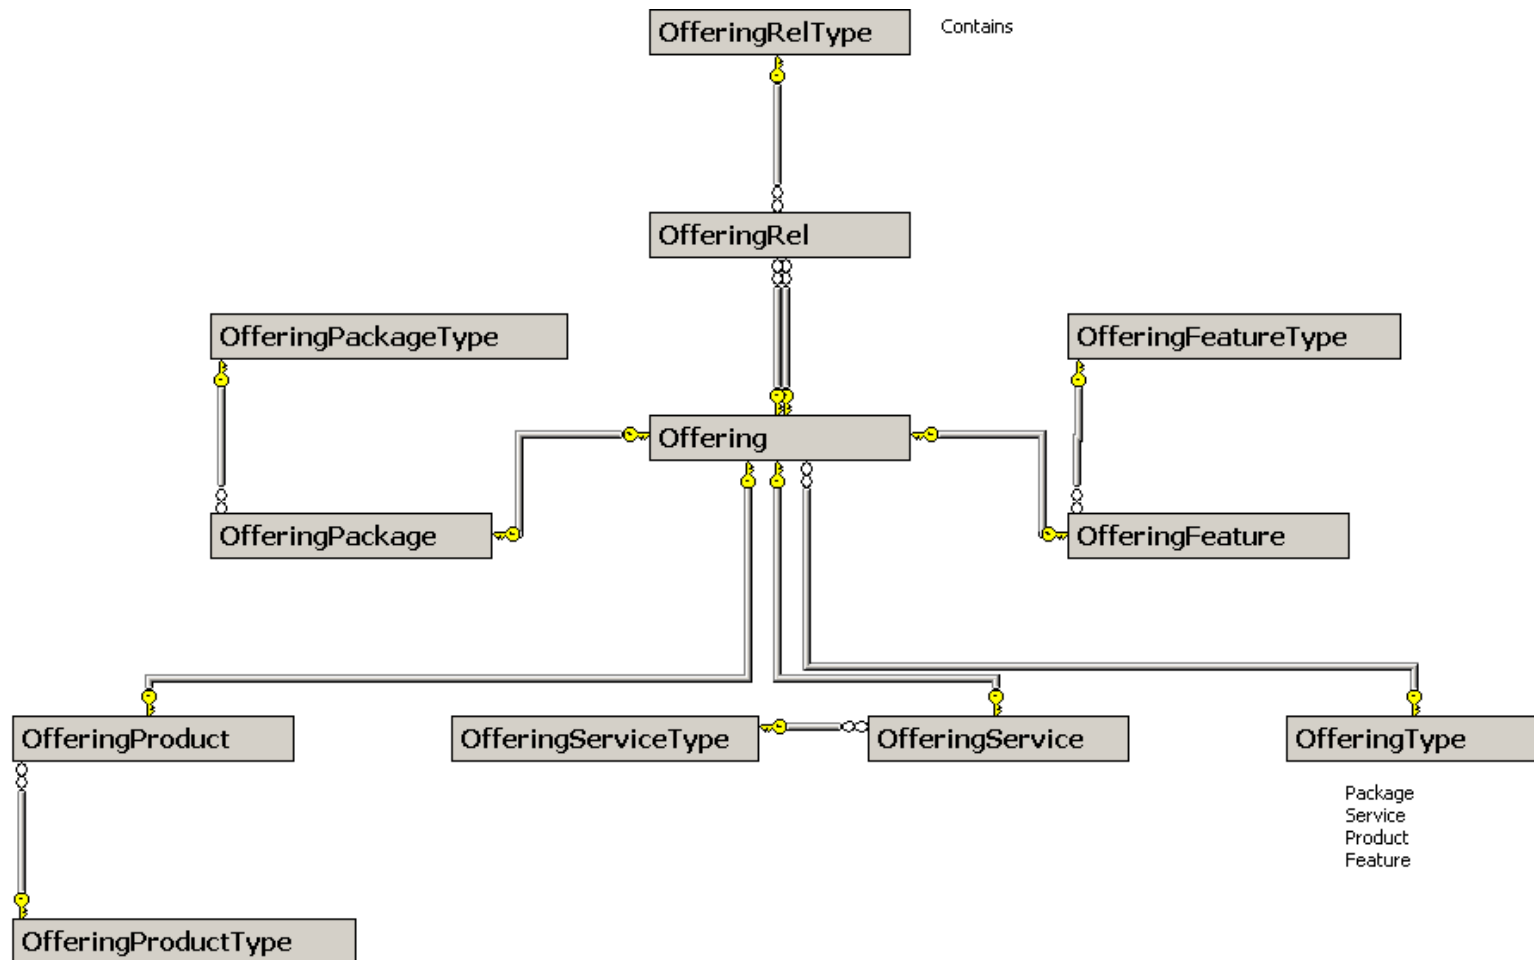 OfferingRelType
Contains
OfferingRel
OfferingPackageType
OfferingFeatureType
Offering
OfferingPackage
OfferingFeature
OfferingProduct
OfferingServiceType
OfferingService
OfferingType
Package
Service
Product
Feature
OfferingProductType